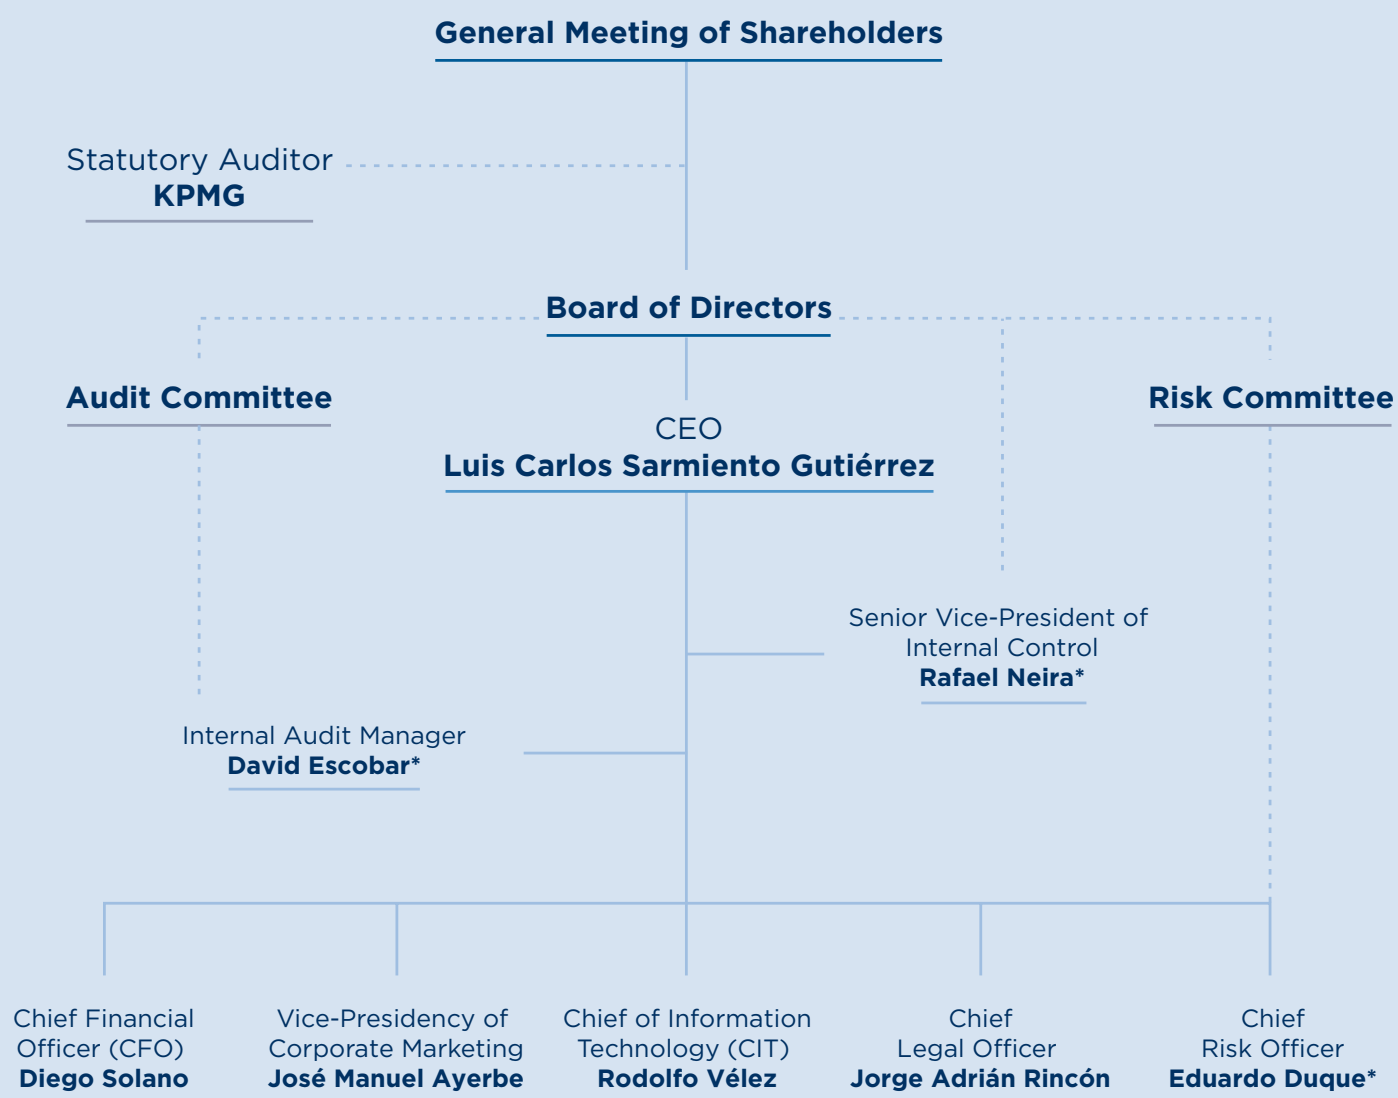 General Meeting of Shareholders
Statutory Auditor
KPMG
Board of Directors
Audit Committee
Risk Committee
CEO
Luis Carlos Sarmiento Gutiérrez
Senior Vice-President of
Internal Control
Rafael Neira*
Internal Audit Manager
David Escobar*
Chief Financial
Officer (CFO)
Diego Solano
Vice-Presidency of
Corporate Marketing
José Manuel Ayerbe
Chief of Information
Technology (CIT)
Rodolfo Vélez
Chief
Legal Officer
Jorge Adrián Rincón
Chief
Risk Officer
Eduardo Duque*